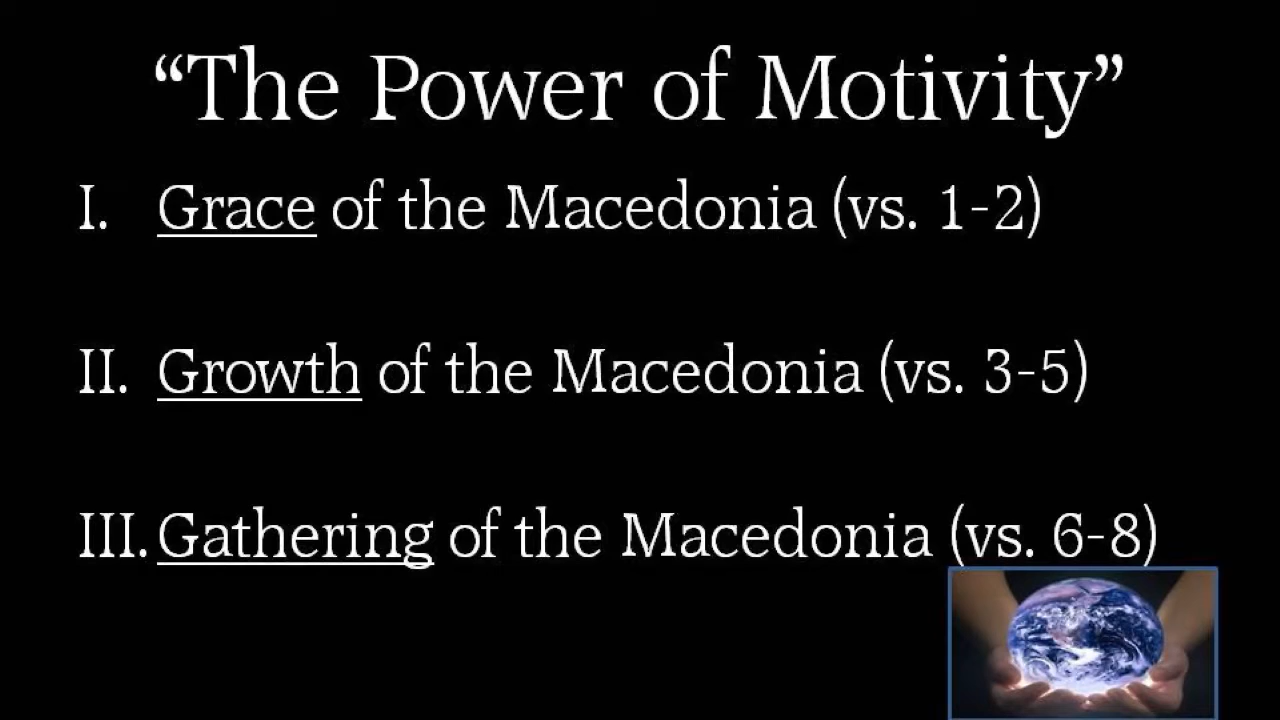 “The Power of Motivity”
I. Grace of the Macedonia (vs. 1-2)
II. Growth of the Macedonia (vs. 3-5)
III. Gathering of the Macedonia (vs. 6-8)